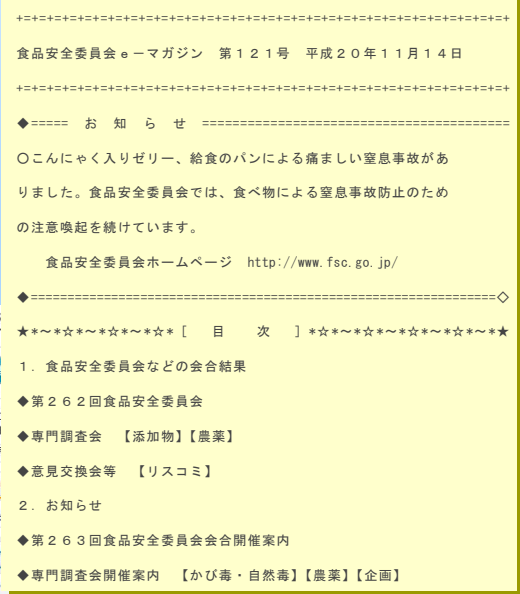 +=+=+=+=+=+=+=+=+=+=+=+=+=+=+=+=+=+=+=+=+=+=+=+=+=+=+=+=+=+=+=+=+
食品安全委員会ｅ－マガジン　第１２１号　平成２０年１１月１４日
+=+=+=+=+=+=+=+=+=+=+=+=+=+=+=+=+=+=+=+=+=+=+=+=+=+=+=+=+=+=+=+=+
◆=====　お　知　ら　せ　=========================================
〇こんにゃく入りゼリー、給食のパンによる痛ましい窒息事故があ
りました。食品安全委員会では、食べ物による窒息事故防止のため
の注意喚起を続けています。
食品安全委員会ホームページ　http://www.fsc.go.jp/
◆==============================================================◇
★*～*☆*～*☆*～*☆*［　目　　次　］*☆*～*☆*～*☆*～*☆*～*★
１．食品安全委員会などの会合結果
◆第２６２回食品安全委員会
◆専門調査会　【添加物】【農薬】
◆意見交換会等　【リスコミ】
２．お知らせ
◆第２６３回食品安全委員会会合開催案内
◆専門調査会開催案内　【かび毒・自然毒】【農薬】【企画】